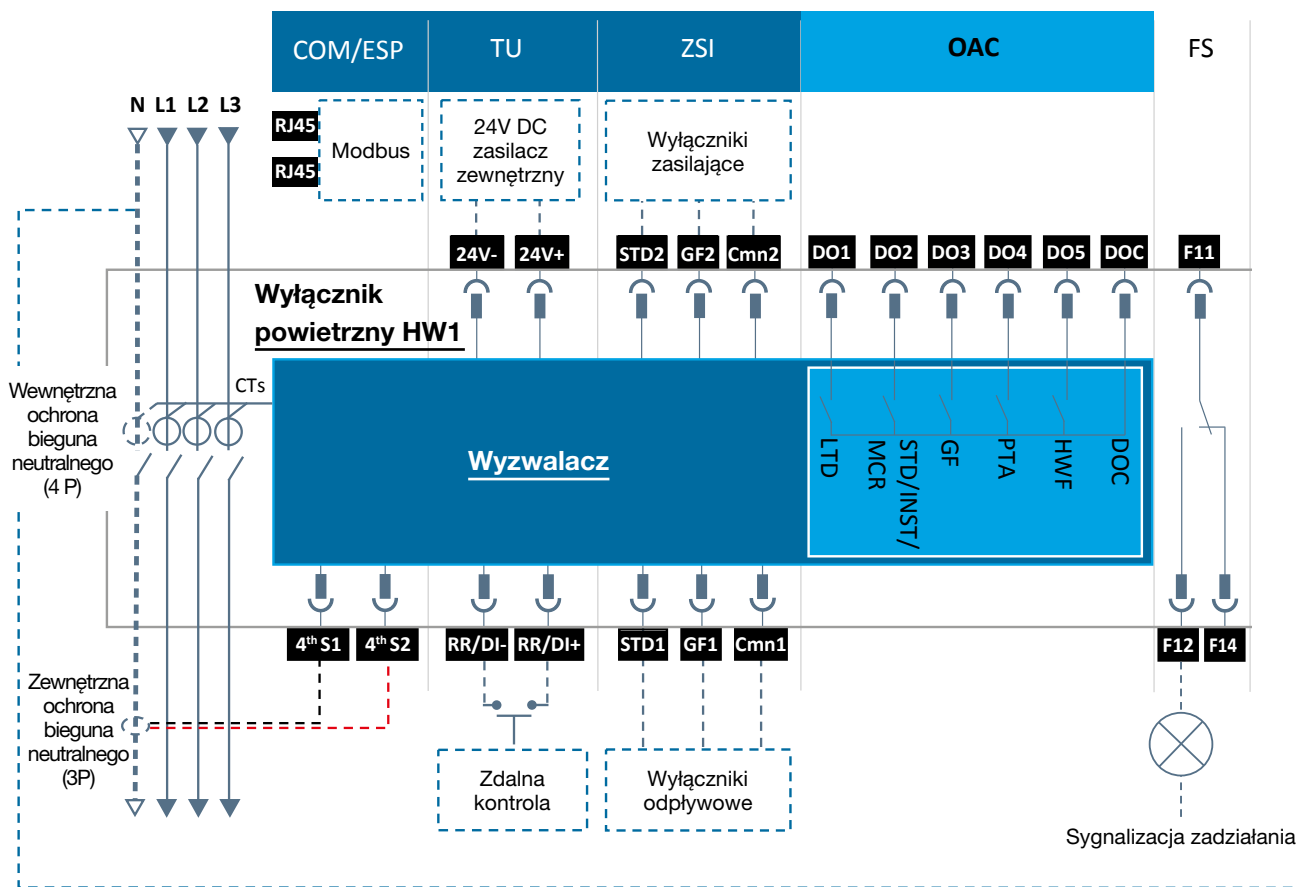 COM/ESP
TU
ZSI
OAC
FS
N L1 L2 L3
RJ45
RJ45
Modbus
24V DC
zasilacz
zewnętrzny
Wyłączniki
zasilające
24V-
24V+
STD2
GF2
Cmn2
DO1
DO2
DO3
DO4
DO5
DOC
F11
Wyłącznik
powietrzny HW1
CTs
Wewnętrzna
ochrona
bieguna
neutralnego
(4 P)
Wyzwalacz
LTD
STD/INST/
MCR
GF
PTA
HWF
DOC
4th S1
4th S2
RR/DI-
RR/DI+
STD1
GF1
Cmn1
F12
F14
Zewnętrzna
ochrona
bieguna
neutralnego
(3P)
Zdalna
kontrola
Wyłączniki
odpływowe
Sygnalizacja zadziałania